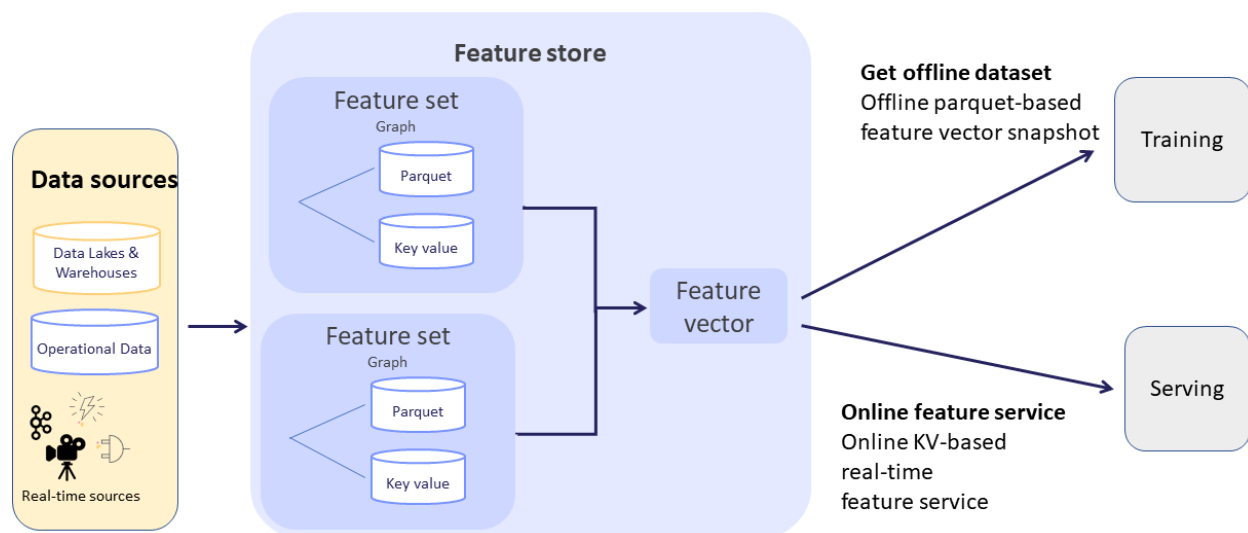 Data sources
Data Lakes &
Warehouses
Operational Data
Real-time sources
Feature store
Feature set
Graph
Parquet
Key value
Feature set
Graph
Parquet
Key value
Feature
vector
Get offline dataset
Offline parquet-based
feature vector snapshot
Training
Online feature service
Online KV-based
real-time
feature service
Serving